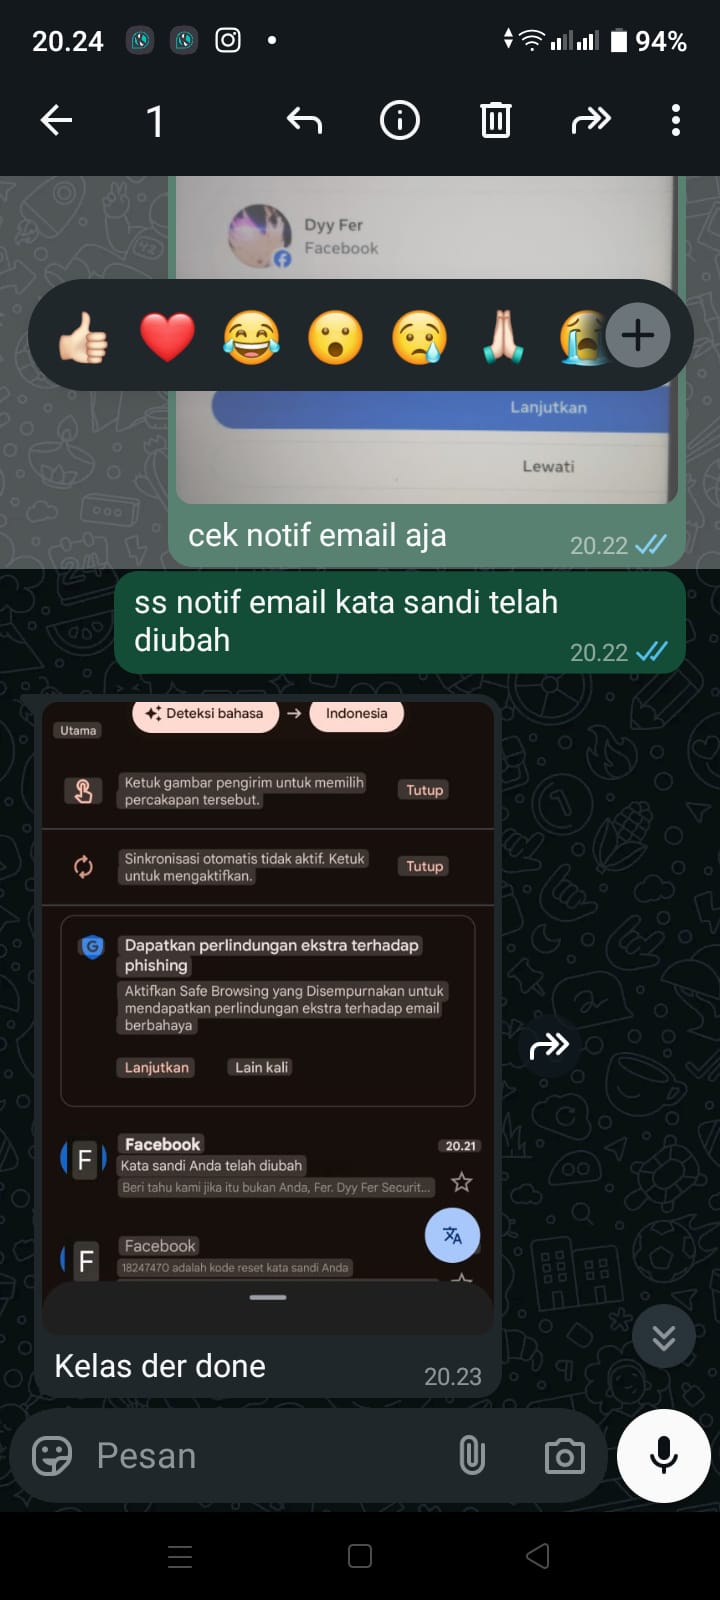 20.24
94%
1
Dyy Fer
Facebook
Lanjutkan
Lewati
cek notif email aja
20.22
ss notif email kata sandi telah
diubah
20.22
Deteksi bahasa → Indonesia
Utama
Ketuk gambar pengirim untuk memilih
percakapan tersebut.
Tutup
Sinkronisasi otomatis tidak aktif. Ketuk
untuk mengaktifkan.
Tutup
G
Dapatkan perlindungan ekstra terhadap
phishing
Aktifkan Safe Browsing yang Disempurnakan untuk
mendapatkan perlindungan ekstra terhadap email
berbahaya
Lanjutkan
Lain kali
F
Facebook
20.21
Kata sandi Anda telah diubah
Beri tahu kami jika itu bukan Anda, Fer. Dyy Fer Securit...
F
Facebook
18247470 adalah kode reset kata sandi Anda
Kelas der done
20.23
Pesan